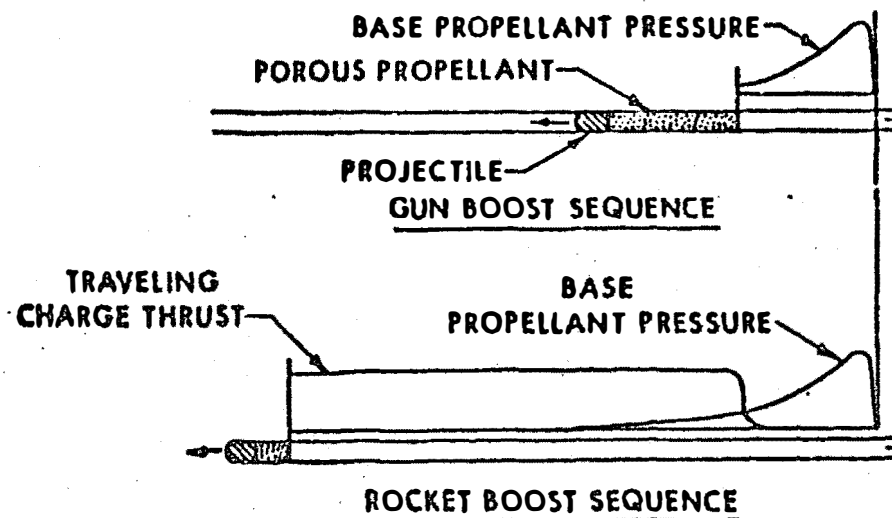 BASE PROPELLANT PRESSURE
POROUS PROPELLANT
PROJECTILE
GUN BOOST SEQUENCE
TRAVELING
CHARGE THRUST
BASE
PROPELLANT PRESSURE
ROCKET BOOST SEQUENCE